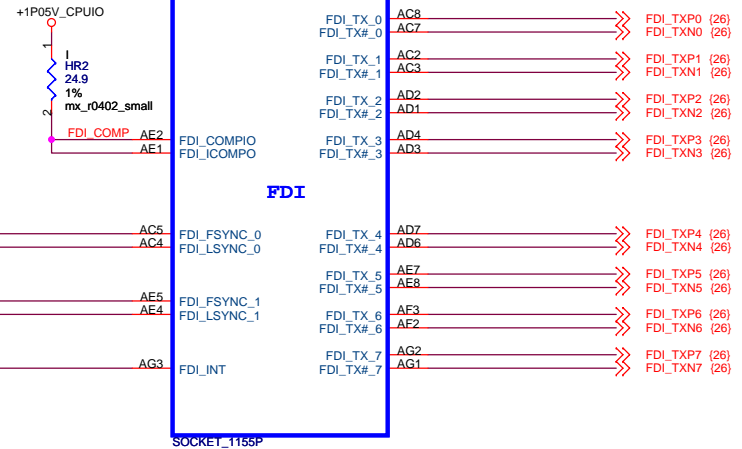 +1P05V_CPUIO
1
I
HR2
24.9
1%
mx_r0402_small
2
FDI_COMP
AE2 FDI_COMPIO
AE1 FDI_ICOMPO
FDI
AC5 FDI_FSYNC_0
AC4 FDI_LSYNC_0
AE5 FDI_FSYNC_1
AE4 FDI_LSYNC_1
AG3 FDI_INT
FDI_TX_0 AC8 FDI_TXP0 {26}
FDI_TX#_0 AC7 FDI_TXN0 {26}
FDI_TX_1 AC2 FDI_TXP1 {26}
FDI_TX#_1 AC3 FDI_TXN1 {26}
FDI_TX_2 AD2 FDI_TXP2 {26}
FDI_TX#_2 AD1 FDI_TXN2 {26}
FDI_TX_3 AD4 FDI_TXP3 {26}
FDI_TX#_3 AD3 FDI_TXN3 {26}
FDI_TX_4 AD7 FDI_TXP4 {26}
FDI_TX#_4 AD6 FDI_TXN4 {26}
FDI_TX_5 AE7 FDI_TXP5 {26}
FDI_TX#_5 AE8 FDI_TXN5 {26}
FDI_TX_6 AF3 FDI_TXP6 {26}
FDI_TX#_6 AF2 FDI_TXN6 {26}
FDI_TX_7 AG2 FDI_TXP7 {26}
FDI_TX#_7 AG1 FDI_TXN7 {26}
SOCKET_1155P